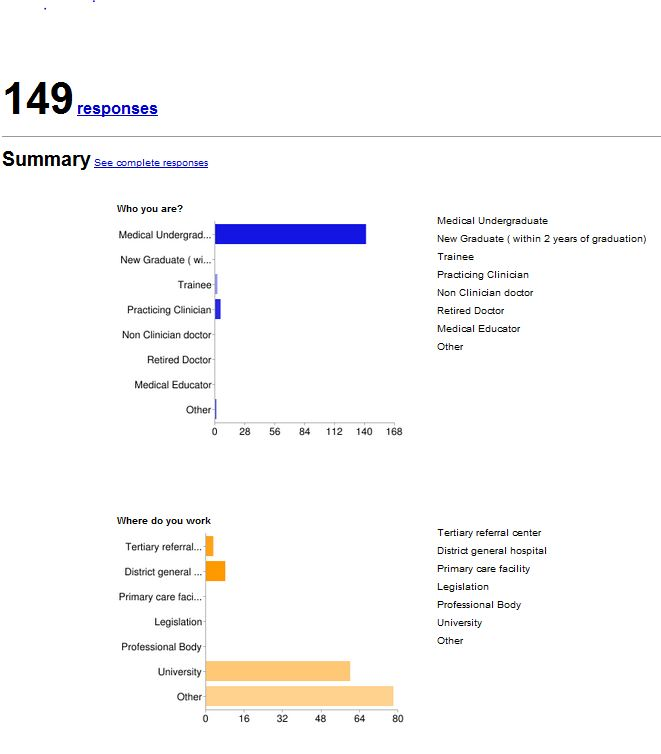 149 responses
Summary See complete responses
Who you are?
Medical Undergrad...
New Graduate ( wi...
Trainee
Practicing Clinician
Non Clinician doctor
Retired Doctor
Medical Educator
Other
0 28 56 84 112 140 168
Medical Undergraduate
New Graduate ( within 2 years of graduation)
Trainee
Practicing Clinician
Non Clinician doctor
Retired Doctor
Medical Educator
Other
Where do you work
Tertiary referral...
District general ...
Primary care faci...
Legislation
Professional Body
University
Other
0 16 32 48 64 80
Tertiary referral center
District general hospital
Primary care facility
Legislation
Professional Body
University
Other